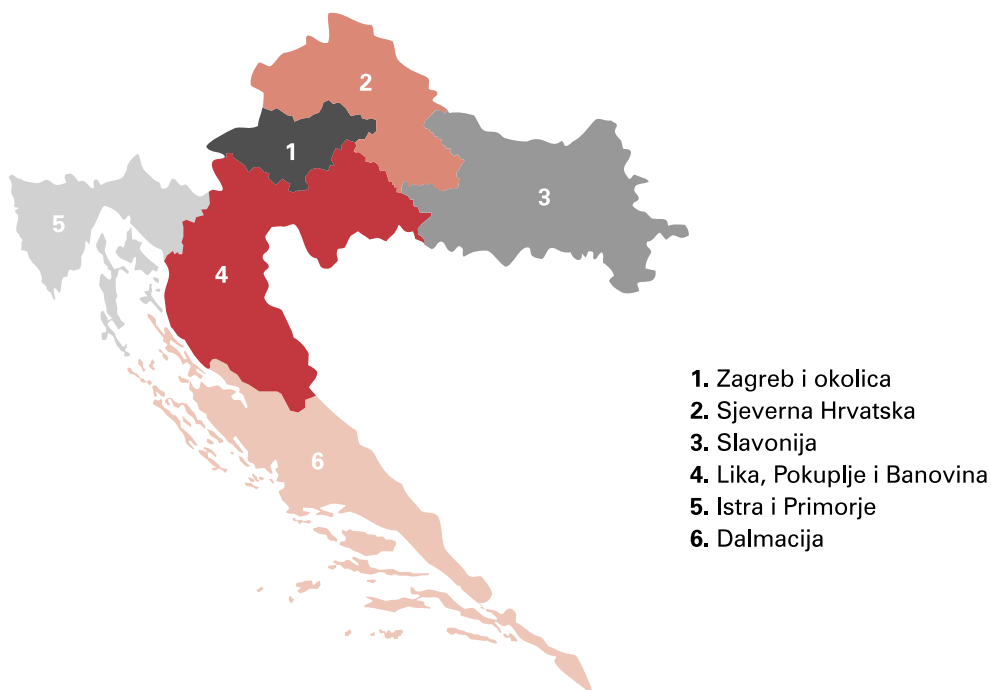 2
1
3
5
4
6
1. Zagreb i okolica
2. Sjeverna Hrvatska
3. Slavonija
4. Lika, Pokuplje i Banovina
5. Istra i Primorje
6. Dalmacija